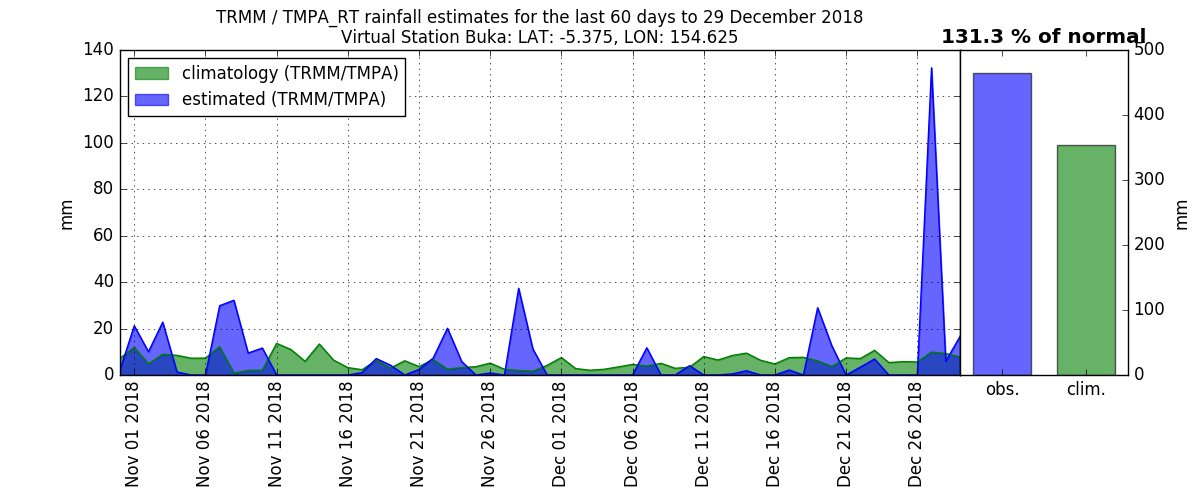 TRMM / TMPA_RT rainfall estimates for the last 60 days to 29 December 2018
Virtual Station Buka: LAT: -5.375, LON: 154.625
131.3 % of normal
climatology (TRMM/TMPA)
estimated (TRMM/TMPA)
140
120
100
80
60
40
20
0
mm
Nov 01 2018
Nov 06 2018
Nov 11 2018
Nov 16 2018
Nov 21 2018
Nov 26 2018
Dec 01 2018
Dec 06 2018
Dec 11 2018
Dec 16 2018
Dec 21 2018
Dec 26 2018
500
400
300
200
100
0
mm
obs.
clim.